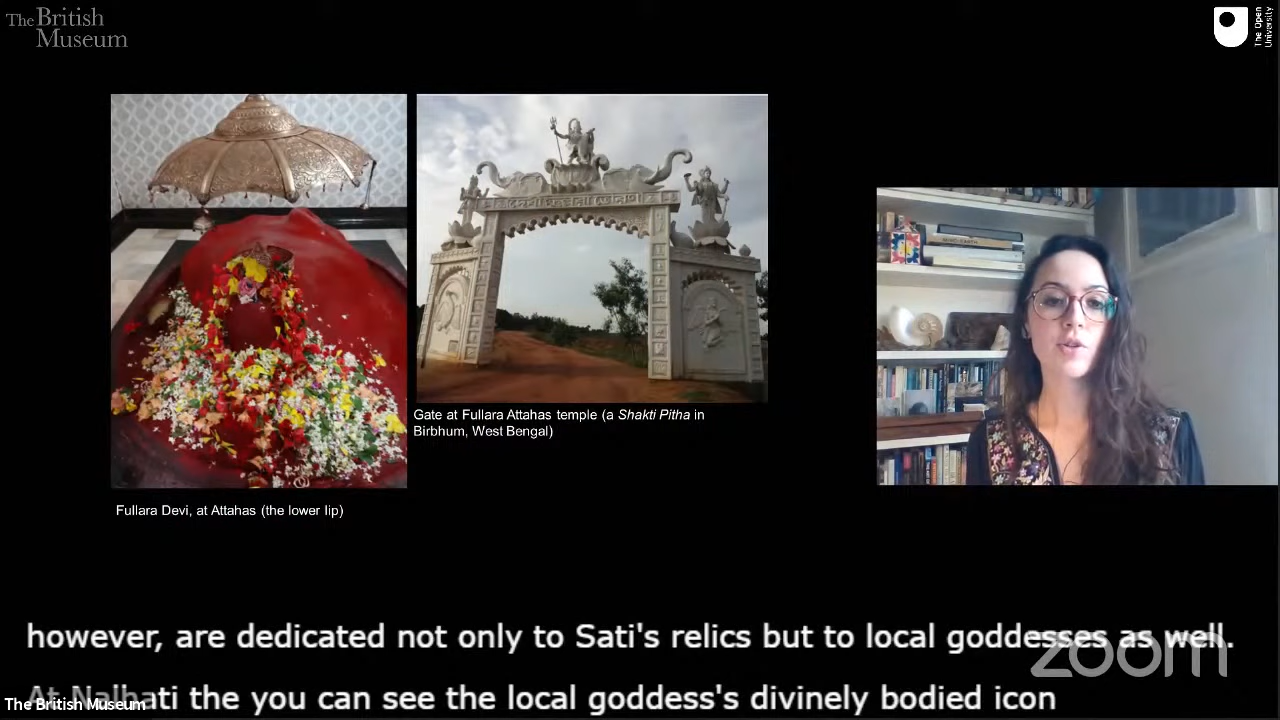 The British
Museum
The Open
University
Gate at Fullara Attahas temple (a Shakti Pitha in
Birbhum, West Bengal)
Fullara Devi, at Attahas (the lower lip)
however, are dedicated not only to Sati's relics but to local goddesses as well.
At Nalhati the you can see the local goddess's divinely bodied icon
zoom
The British Museum